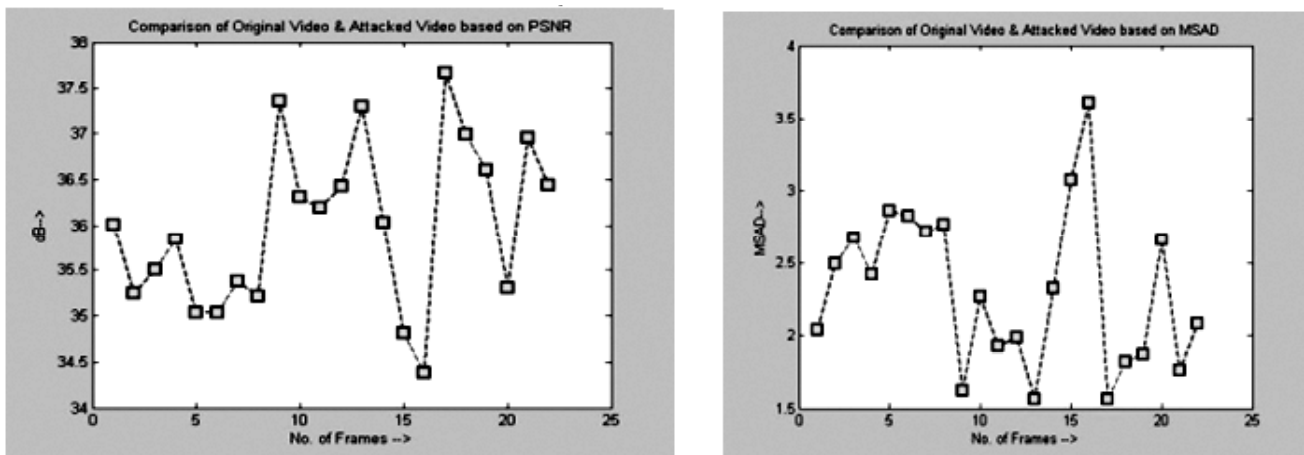 Comparison of Original Video & Attacked Video based on PSNR
38
37.5
37
36.5
36
35.5
35
34.5
34
dB-->
0 5 10 15 20 25
No. of Frames -->
Comparison of Original Video & Attacked Video based on MSAD
4
3.5
3
2.5
2
1.5
MSAD-->
0 5 10 15 20 25
No. of Frames -->